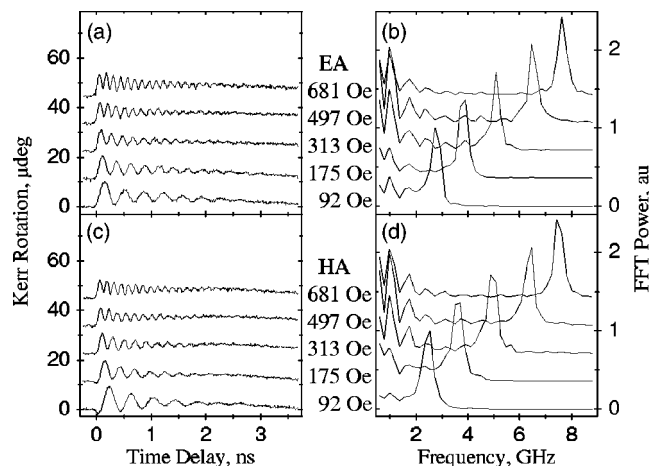 (a)
(b)
60
40
20
0
EA
681 Oe
497 Oe
313 Oe
175 Oe
92 Oe
2
1
0
Kerr Rotation, μdeg
FFT Power, au
(c)
(d)
60
40
20
0
HA
681 Oe
497 Oe
313 Oe
175 Oe
92 Oe
2
1
0
0 1 2 3
2 4 6 8
Time Delay, ns
Frequency, GHz